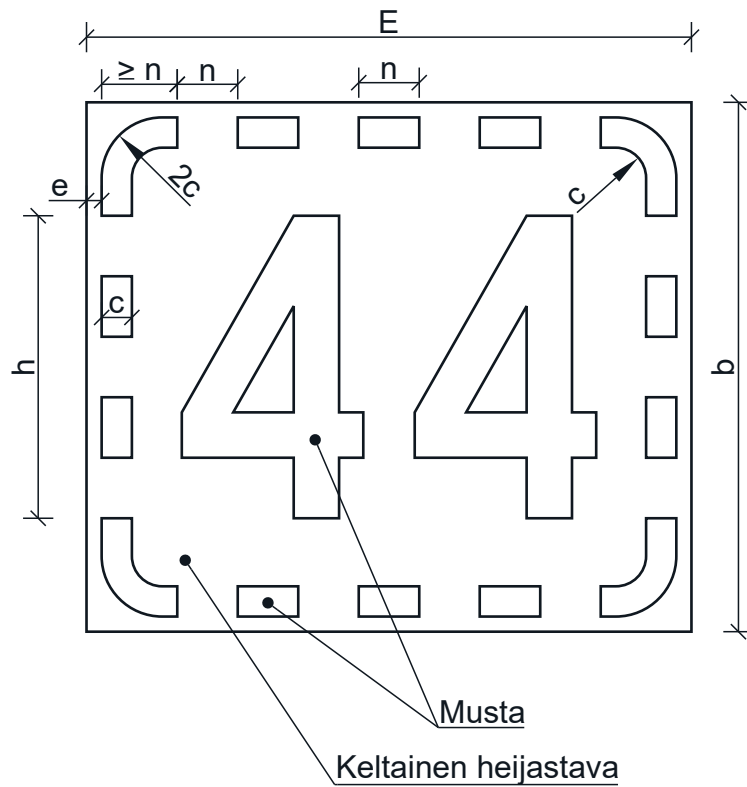 E
≥ n n n
2c c
e
c
h
b
44
Musta
Keltainen heijastava